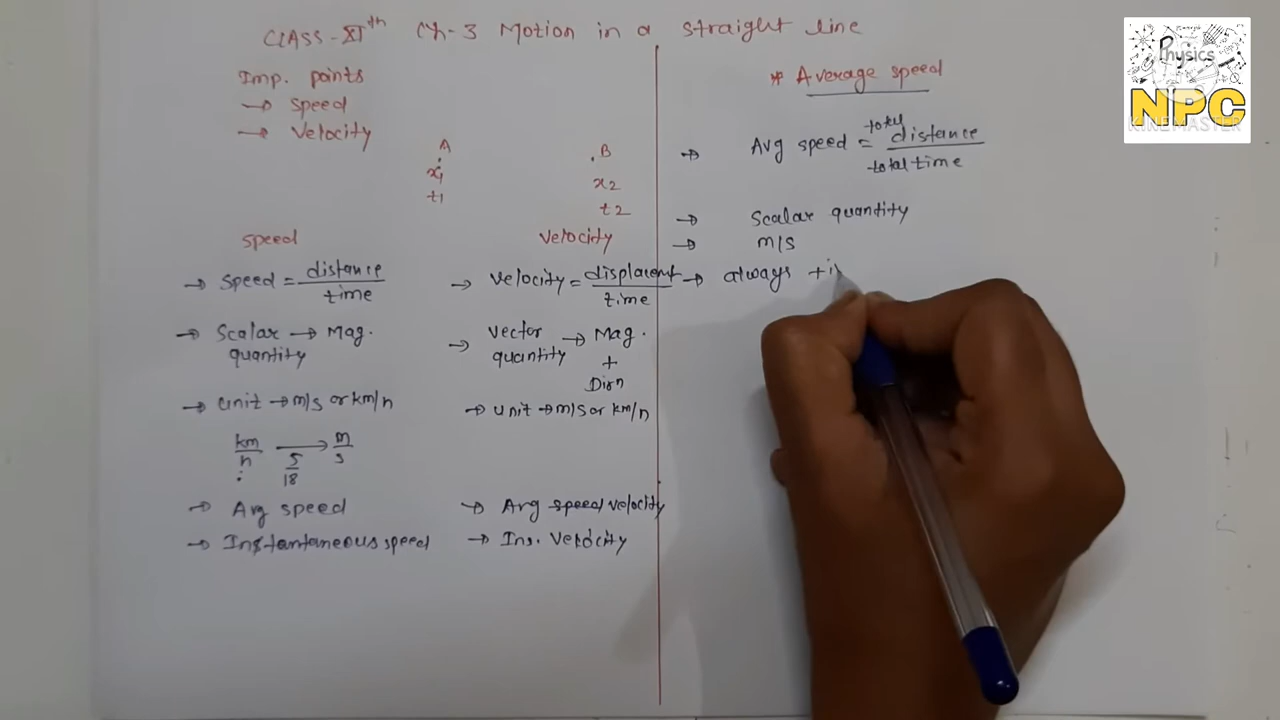 CLASS-XIth Ch-3 Motion in a straight line
Imp. points
→ Speed
→ Velocity
A
B
x1
x2
t1
t2
Speed
→ Speed = distance
time
→ Scalar → Mag.
quantity
→ Unit → m/s or km/h
km → m
h 5 s
18
→ Avg speed
→ Instantaneous speed
Velocity
→ Velocity = displacent
time
→ Vector → Mag.
quantity +
Dirn
→ Unit → m/s or km/h
→ Avg speed velocity
→ Ins. Velocity
* Average speed
→ Avg speed = total distance
total time
→ Scalar quantity
→ m/s
→ always +i
Physics
NPC
KINEMASTER